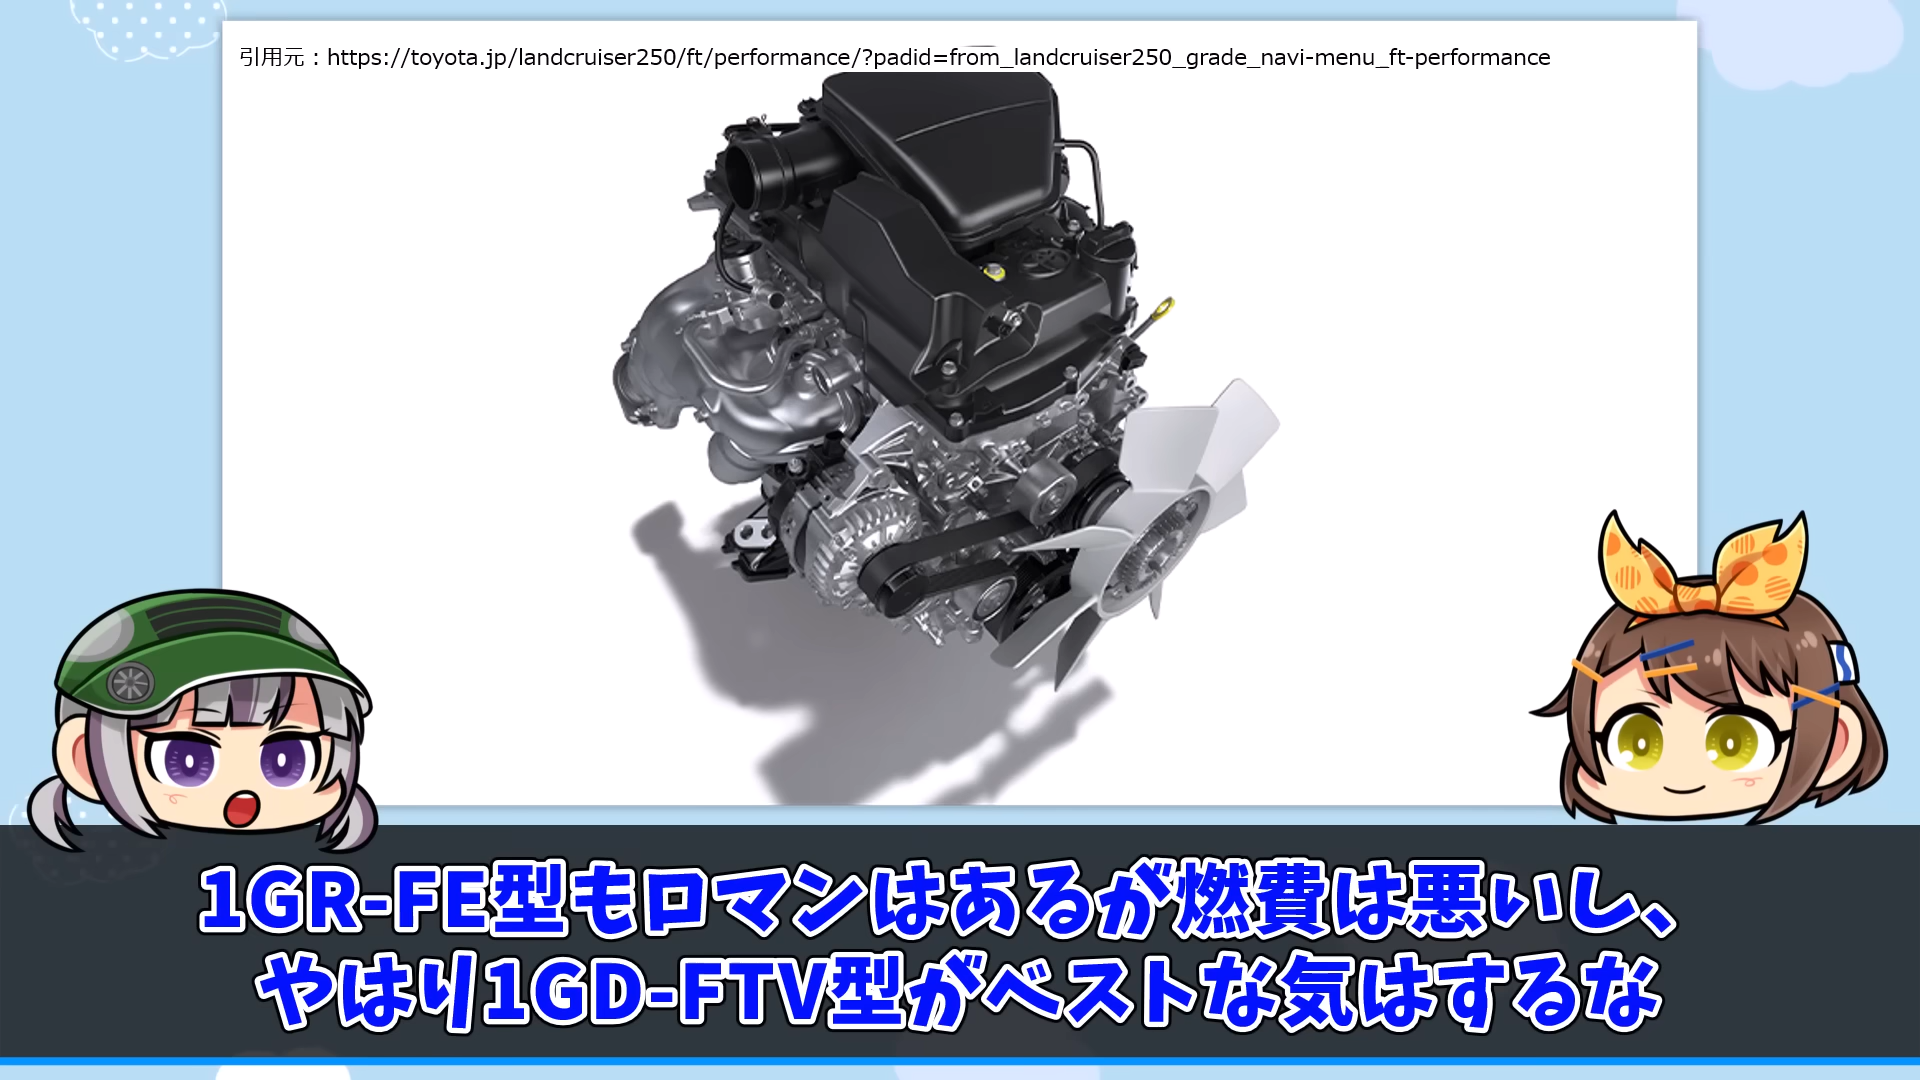 引用元：https://toyota.jp/landcruiser250/ft/performance/?padid=from_landcruiser250_grade_navi-menu_ft-performance
1GR-FE型もロマンはあるが燃費は悪いし、
やはり1GD-FTV型がベストな気はするな